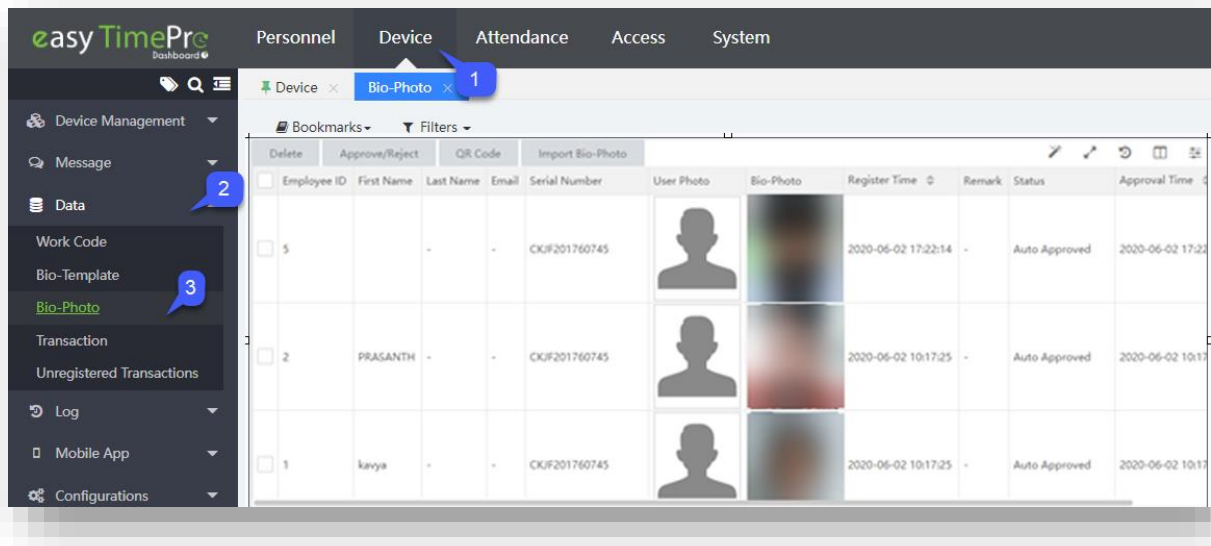 easy TimePro
Dashboard
Personnel Device Attendance Access System
1
Device × Bio-Photo ×
Bookmarks Filters
Delete Approve/Reject QR Code Import Bio-Photo
Employee ID First Name Last Name Email Serial Number User Photo Bio-Photo Register Time Remark Status Approval Time
5 - - CKJF201760745 2020-06-02 17:22:14 - Auto Approved 2020-06-02 17:22
2 PRASANTH - - CKJF201760745 2020-06-02 10:17:25 - Auto Approved 2020-06-02 10:17
1 kavya - - CKJF201760745 2020-06-02 10:17:25 - Auto Approved 2020-06-02 10:17
Device Management
Message
2
Data
Work Code
Bio-Template
3
Bio-Photo
Transaction
Unregistered Transactions
Log
Mobile App
Configurations